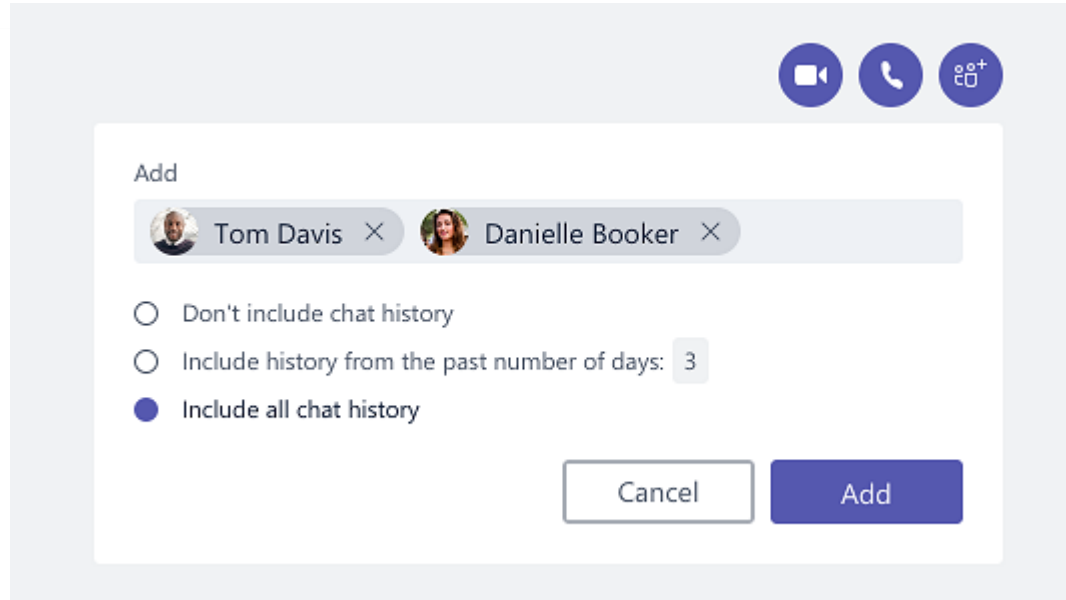 Add
Tom Davis Danielle Booker
Don't include chat history
Include history from the past number of days: 3
Include all chat history
Cancel Add